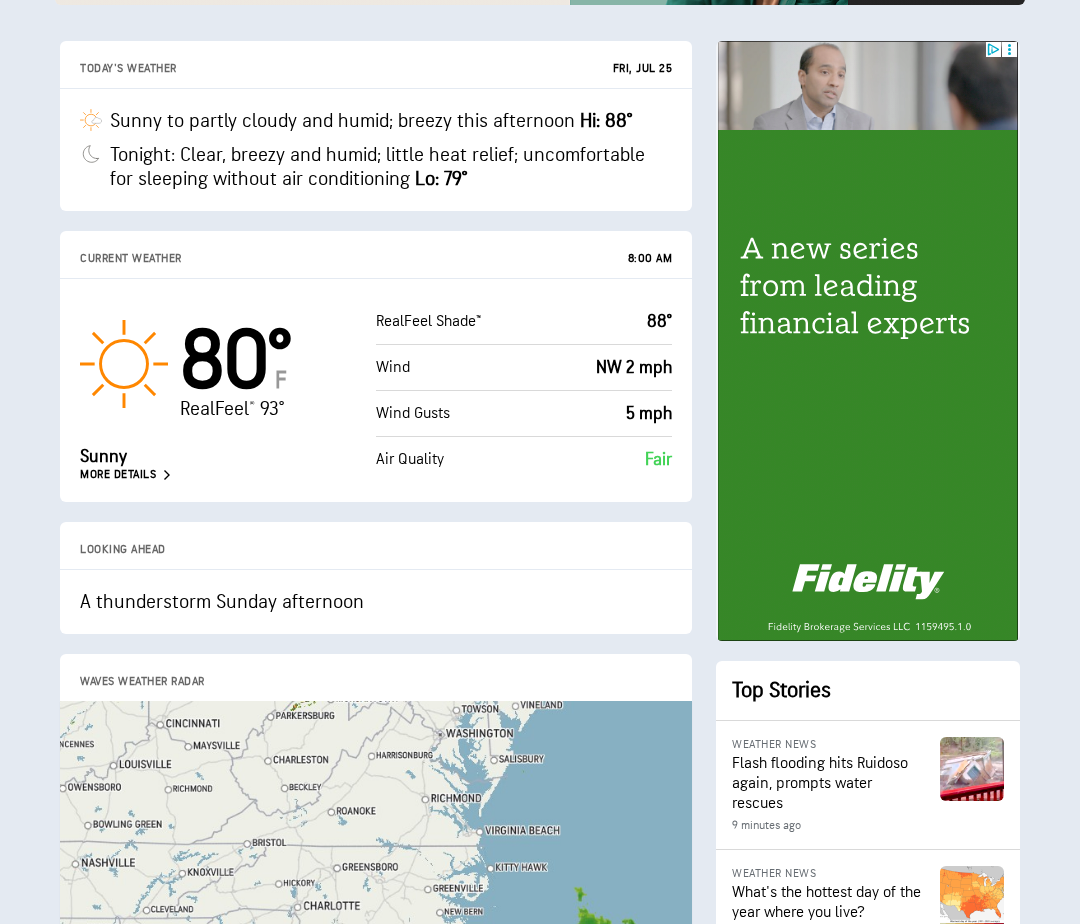 TODAY'S WEATHER
FRI, JUL 25
Sunny to partly cloudy and humid; breezy this afternoon Hi: 88°
Tonight: Clear, breezy and humid; little heat relief; uncomfortable
for sleeping without air conditioning Lo: 79°
CURRENT WEATHER
8:00 AM
80°
F
RealFeel® 93°
Sunny
MORE DETAILS
RealFeel Shade™
88°
Wind
NW 2 mph
Wind Gusts
5 mph
Air Quality
Fair
LOOKING AHEAD
A thunderstorm Sunday afternoon
WAVES WEATHER RADAR
PARKERSBURG
TOWSON
VINELAND
CINCINNATI
WASHINGTON
NCENNES
MAYSVILLE
HARRISONBURG
LOUISVILLE
CHARLESTON
SALISBURY
OWENSBORO
RICHMOND
BECKLEY
RICHMOND
ROANOKE
BOWLING GREEN
VIRGINIA BEACH
BRISTOL
NASHVILLE
KNOXVILLE
GREENSBORO
KITTY HAWK
HICKORY
GREENVILLE
CLEVELAND
CHARLOTTE
NEW BERN
A new series
from leading
financial experts
Fidelity®
Fidelity Brokerage Services LLC 1159495.1.0
Top Stories
WEATHER NEWS
Flash flooding hits Ruidoso
again, prompts water
rescues
9 minutes ago
WEATHER NEWS
What's the hottest day of the
year where you live?